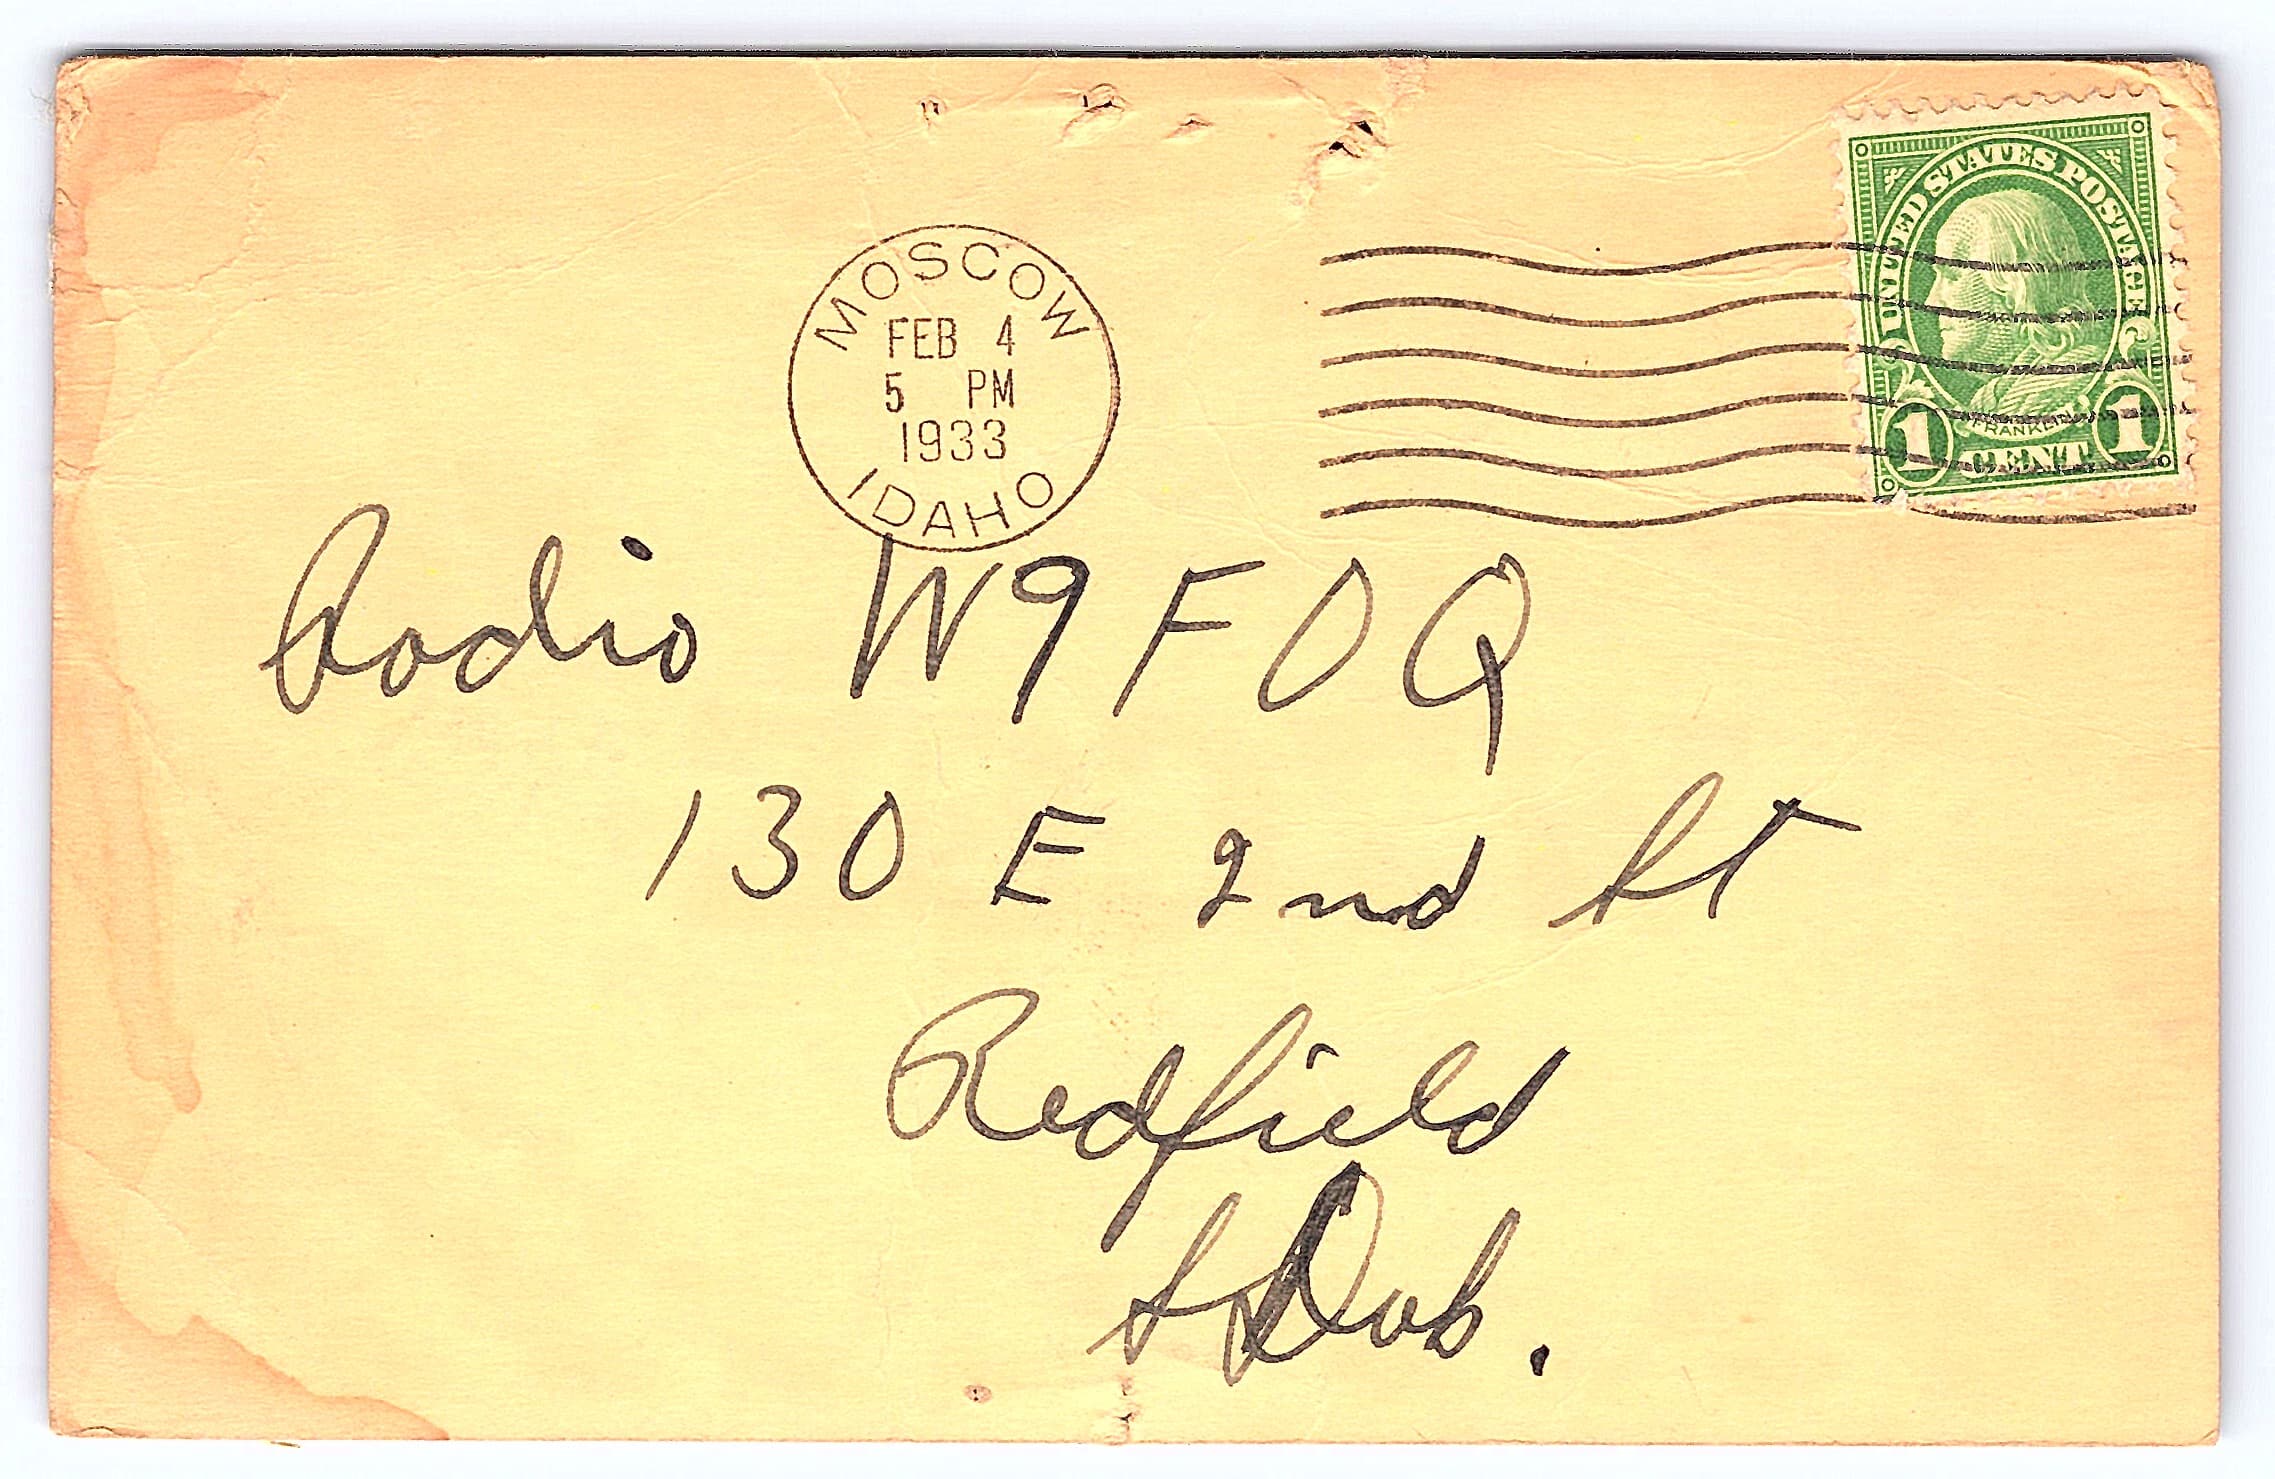 UNITED STATES POSTAGE
FRANKLIN
1 CENT 1
MOSCOW
FEB 4
5 PM
1933
IDAHO
Radio W9FOQ
130 E 2nd St
Redfield
S Dak.